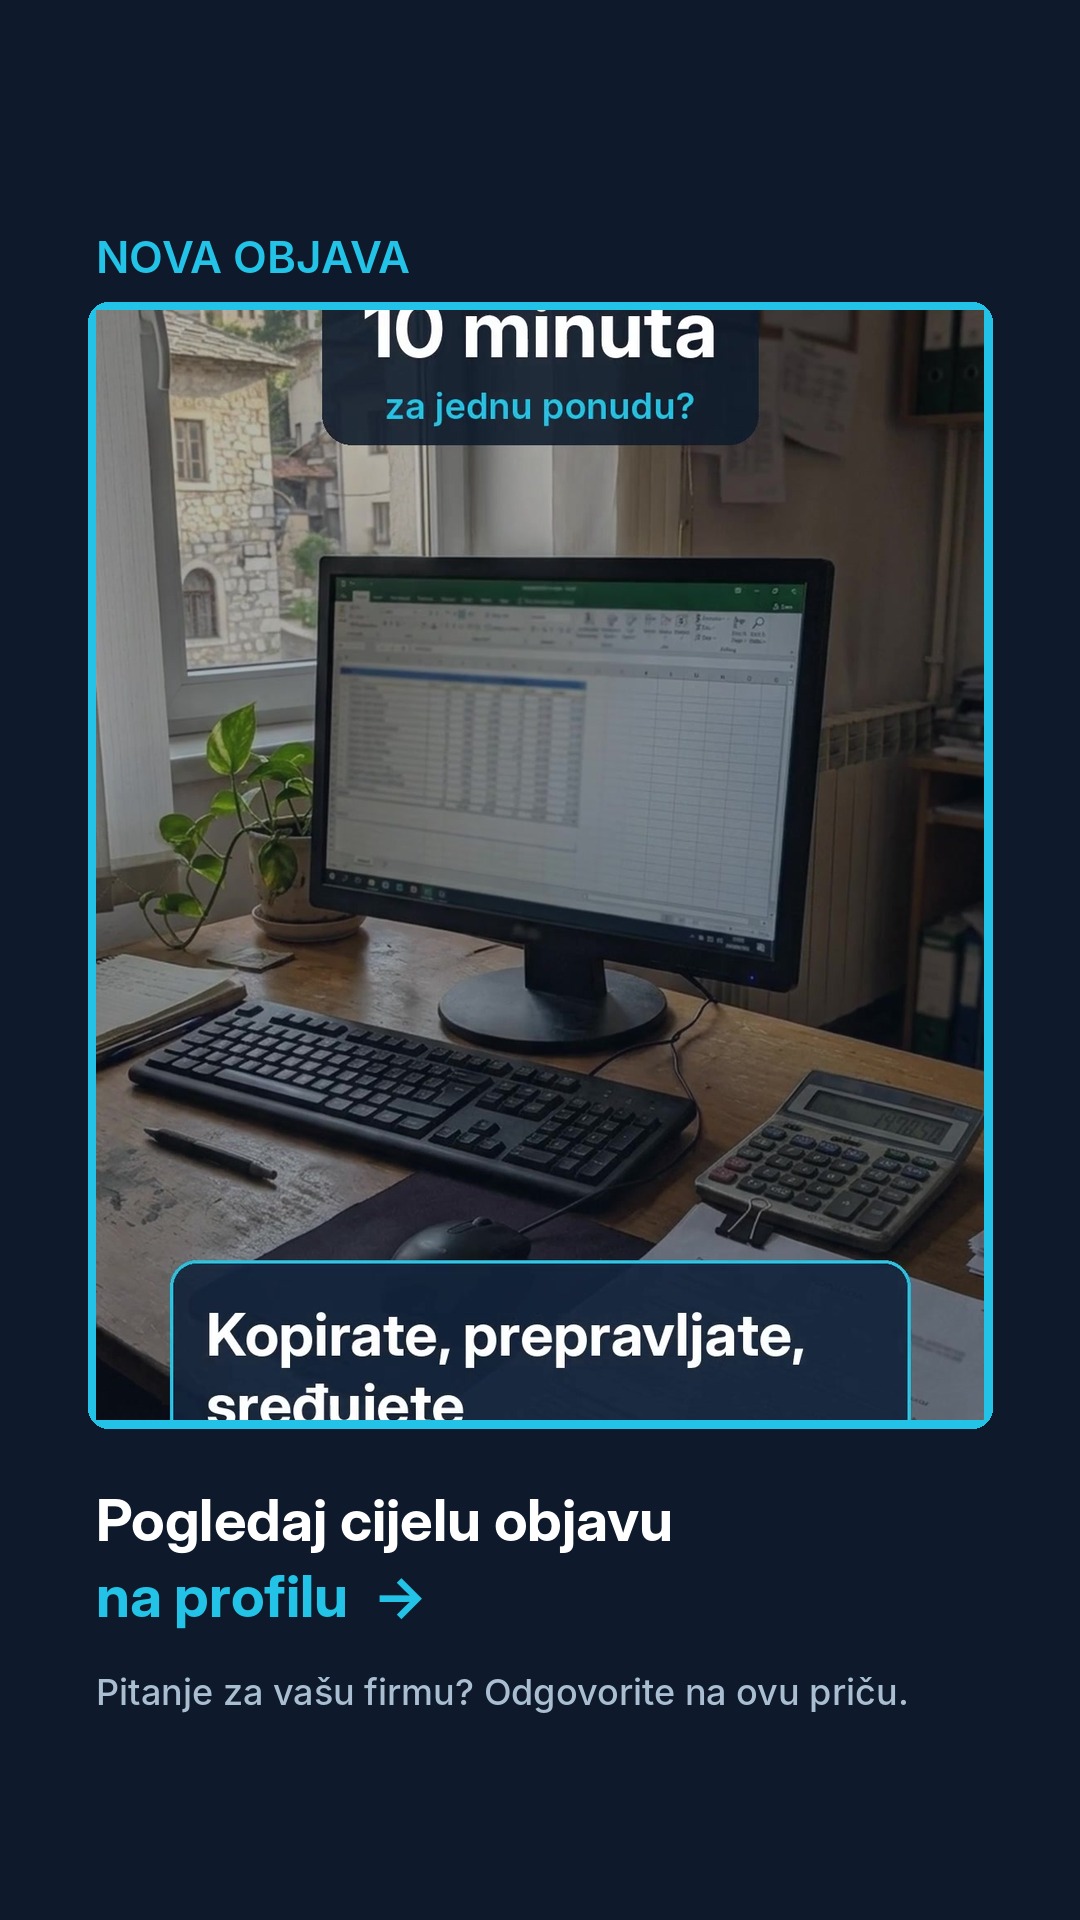 NOVA OBJAVA
10 minuta
za jednu ponudu?
Kopirate, prepravljate,
sređujete
Pogledaj cijelu objavu
na profilu →
Pitanje za vašu firmu? Odgovorite na ovu priču.